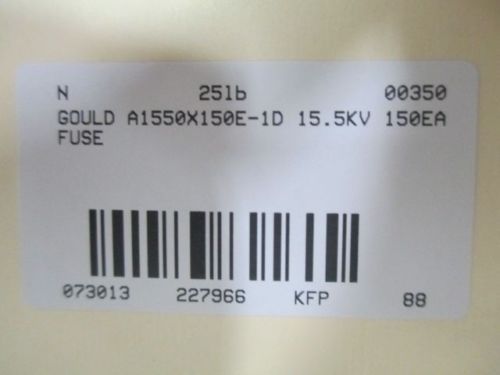 N 251b 00350
GOULD A1550X150E-1D 15.5KV 150EA
FUSE
073013 227966 KFP 88